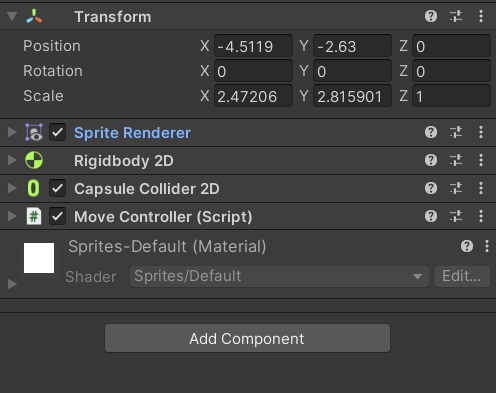 Transform
Position X -4.5119 Y -2.63 Z 0
Rotation X 0 Y 0 Z 0
Scale X 2.47206 Y 2.815901 Z 1
Sprite Renderer
Rigidbody 2D
Capsule Collider 2D
# Move Controller (Script)
Sprites-Default (Material)
Shader Sprites/Default Edit...
Add Component